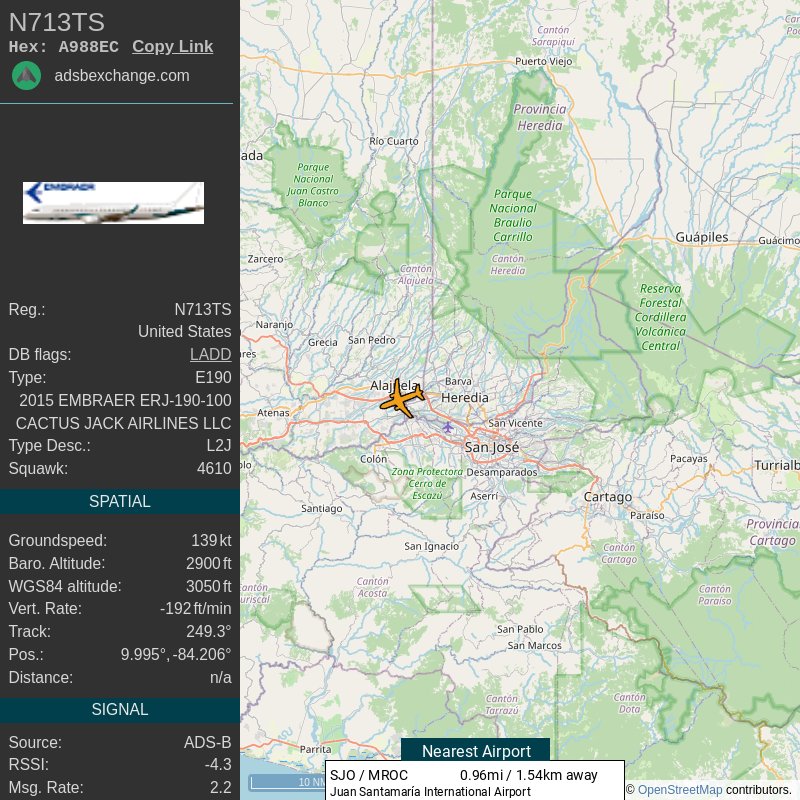 N713TS
Hex: A988EC Copy Link
adsbexchange.com
EMBRAER
Reg.: N713TS
United States
DB flags: LADD
Type: E190
2015 EMBRAER ERJ-190-100
CACTUS JACK AIRLINES LLC
Type Desc.: L2J
Squawk: 4610
SPATIAL
Groundspeed: 139 kt
Baro. Altitude: 2900 ft
WGS84 altitude: 3050 ft
Vert. Rate: -192 ft/min
Track: 249.3°
Pos.: 9.995°, -84.206°
Distance: n/a
SIGNAL
Source: ADS-B
RSSI: -4.3
Msg. Rate: 2.2
Cantón
Sarapiquí
Puerto Viejo
Provincia
Heredia
Río Cuarto
ada
Parque
Nacional
Juan Castro
Blanco
Parque
Nacional
Braulio
Carrillo
Guápiles
Guácimo
Zarcero
Cantón
Alajuela
Cantón
Heredia
Reserva
Forestal
Cordillera
Volcánica
Central
Naranjo
Grecia
San Pedro
ares
Alajuela
Barva
Heredia
Atenas
San Vicente
San José
Colón
Pacayas
Turrialb
olo
Zona Protectora
Cerro de
Escazú
Desamparados
Aserrí
Cartago
Santiago
Paraíso
Provincia
Cartago
San Ignacio
Cantón
Cartago
Cantón
Acosta
Cantón
Paraíso
antón
uriscal
San Pablo
San Marcos
Cantón
Tarrazú
Cantón
Dota
Parrita
10 NM
Nearest Airport
SJO / MROC 0.96mi / 1.54km away
Juan Santamaría International Airport
© OpenStreetMap contributors.